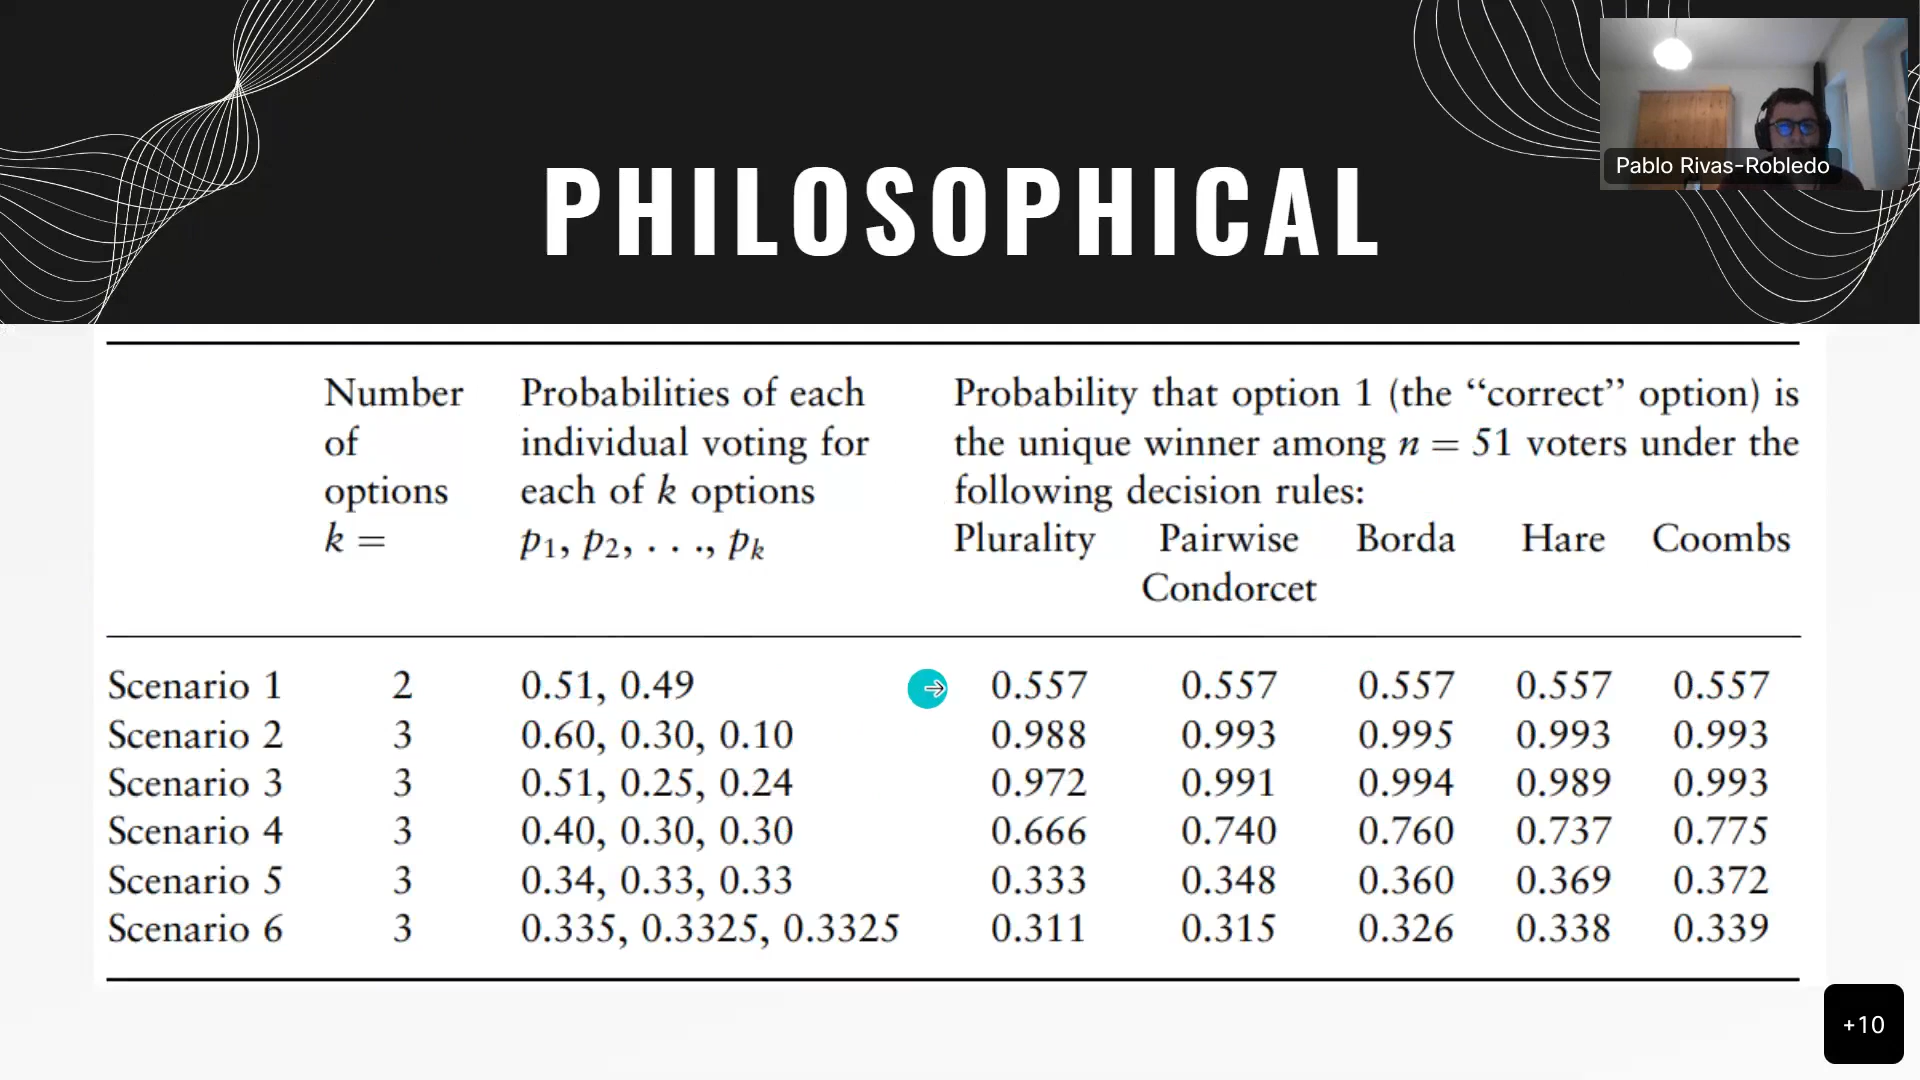 Pablo Rivas-Robledo
PHILOSOPHICAL
Number of options k =
Probabilities of each individual voting for each of k options p1, p2, . . ., pk
Probability that option 1 (the “correct” option) is the unique winner among n = 51 voters under the following decision rules:
Plurality Pairwise Condorcet Borda Hare Coombs
Scenario 1 2 0.51, 0.49 0.557 0.557 0.557 0.557 0.557
Scenario 2 3 0.60, 0.30, 0.10 0.988 0.993 0.995 0.993 0.993
Scenario 3 3 0.51, 0.25, 0.24 0.972 0.991 0.994 0.989 0.993
Scenario 4 3 0.40, 0.30, 0.30 0.666 0.740 0.760 0.737 0.775
Scenario 5 3 0.34, 0.33, 0.33 0.333 0.348 0.360 0.369 0.372
Scenario 6 3 0.335, 0.3325, 0.3325 0.311 0.315 0.326 0.338 0.339
+10